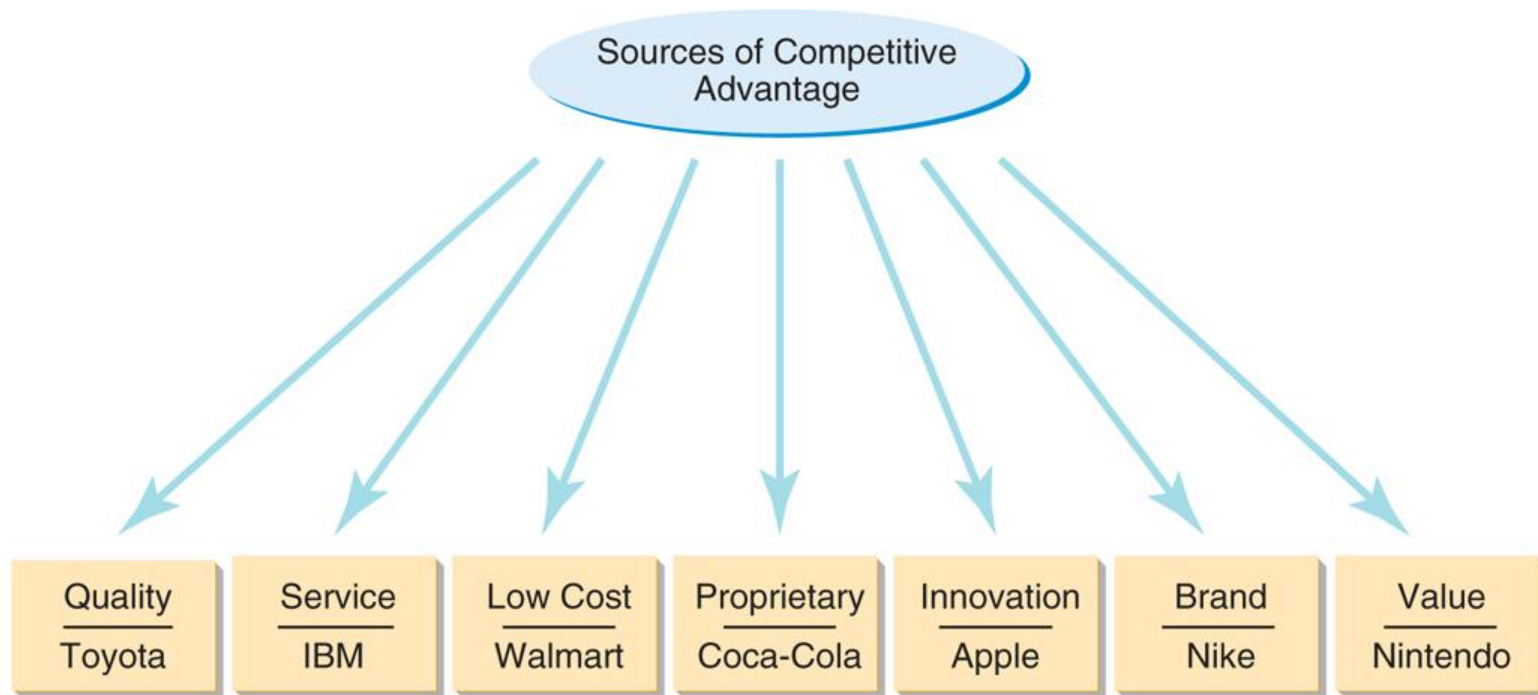 Sources of Competitive
Advantage
Quality
Toyota
Service
IBM
Low Cost
Walmart
Proprietary
Coca-Cola
Innovation
Apple
Brand
Nike
Value
Nintendo